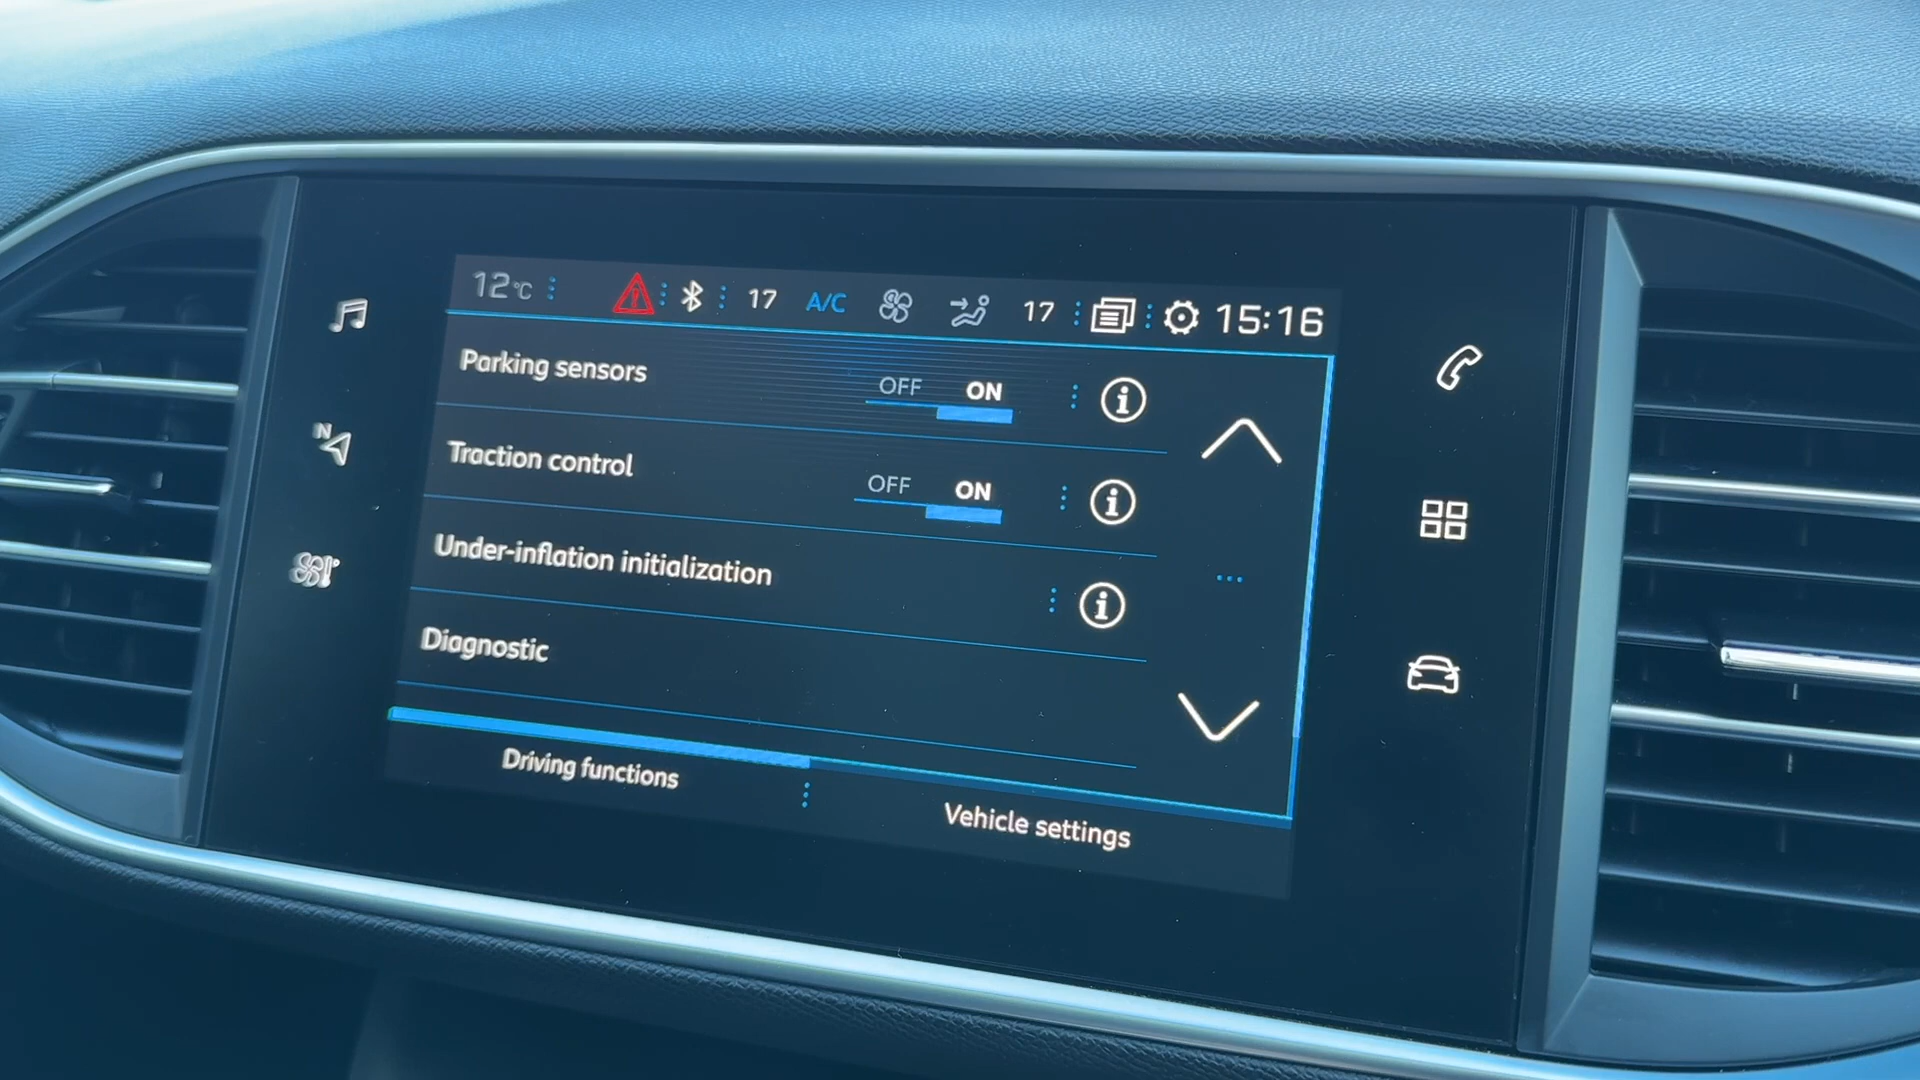 12°C 17 A/C 17 15:16
Parking sensors OFF ON
Traction control OFF ON
Under-inflation initialization
Diagnostic
Driving functions
Vehicle settings
N